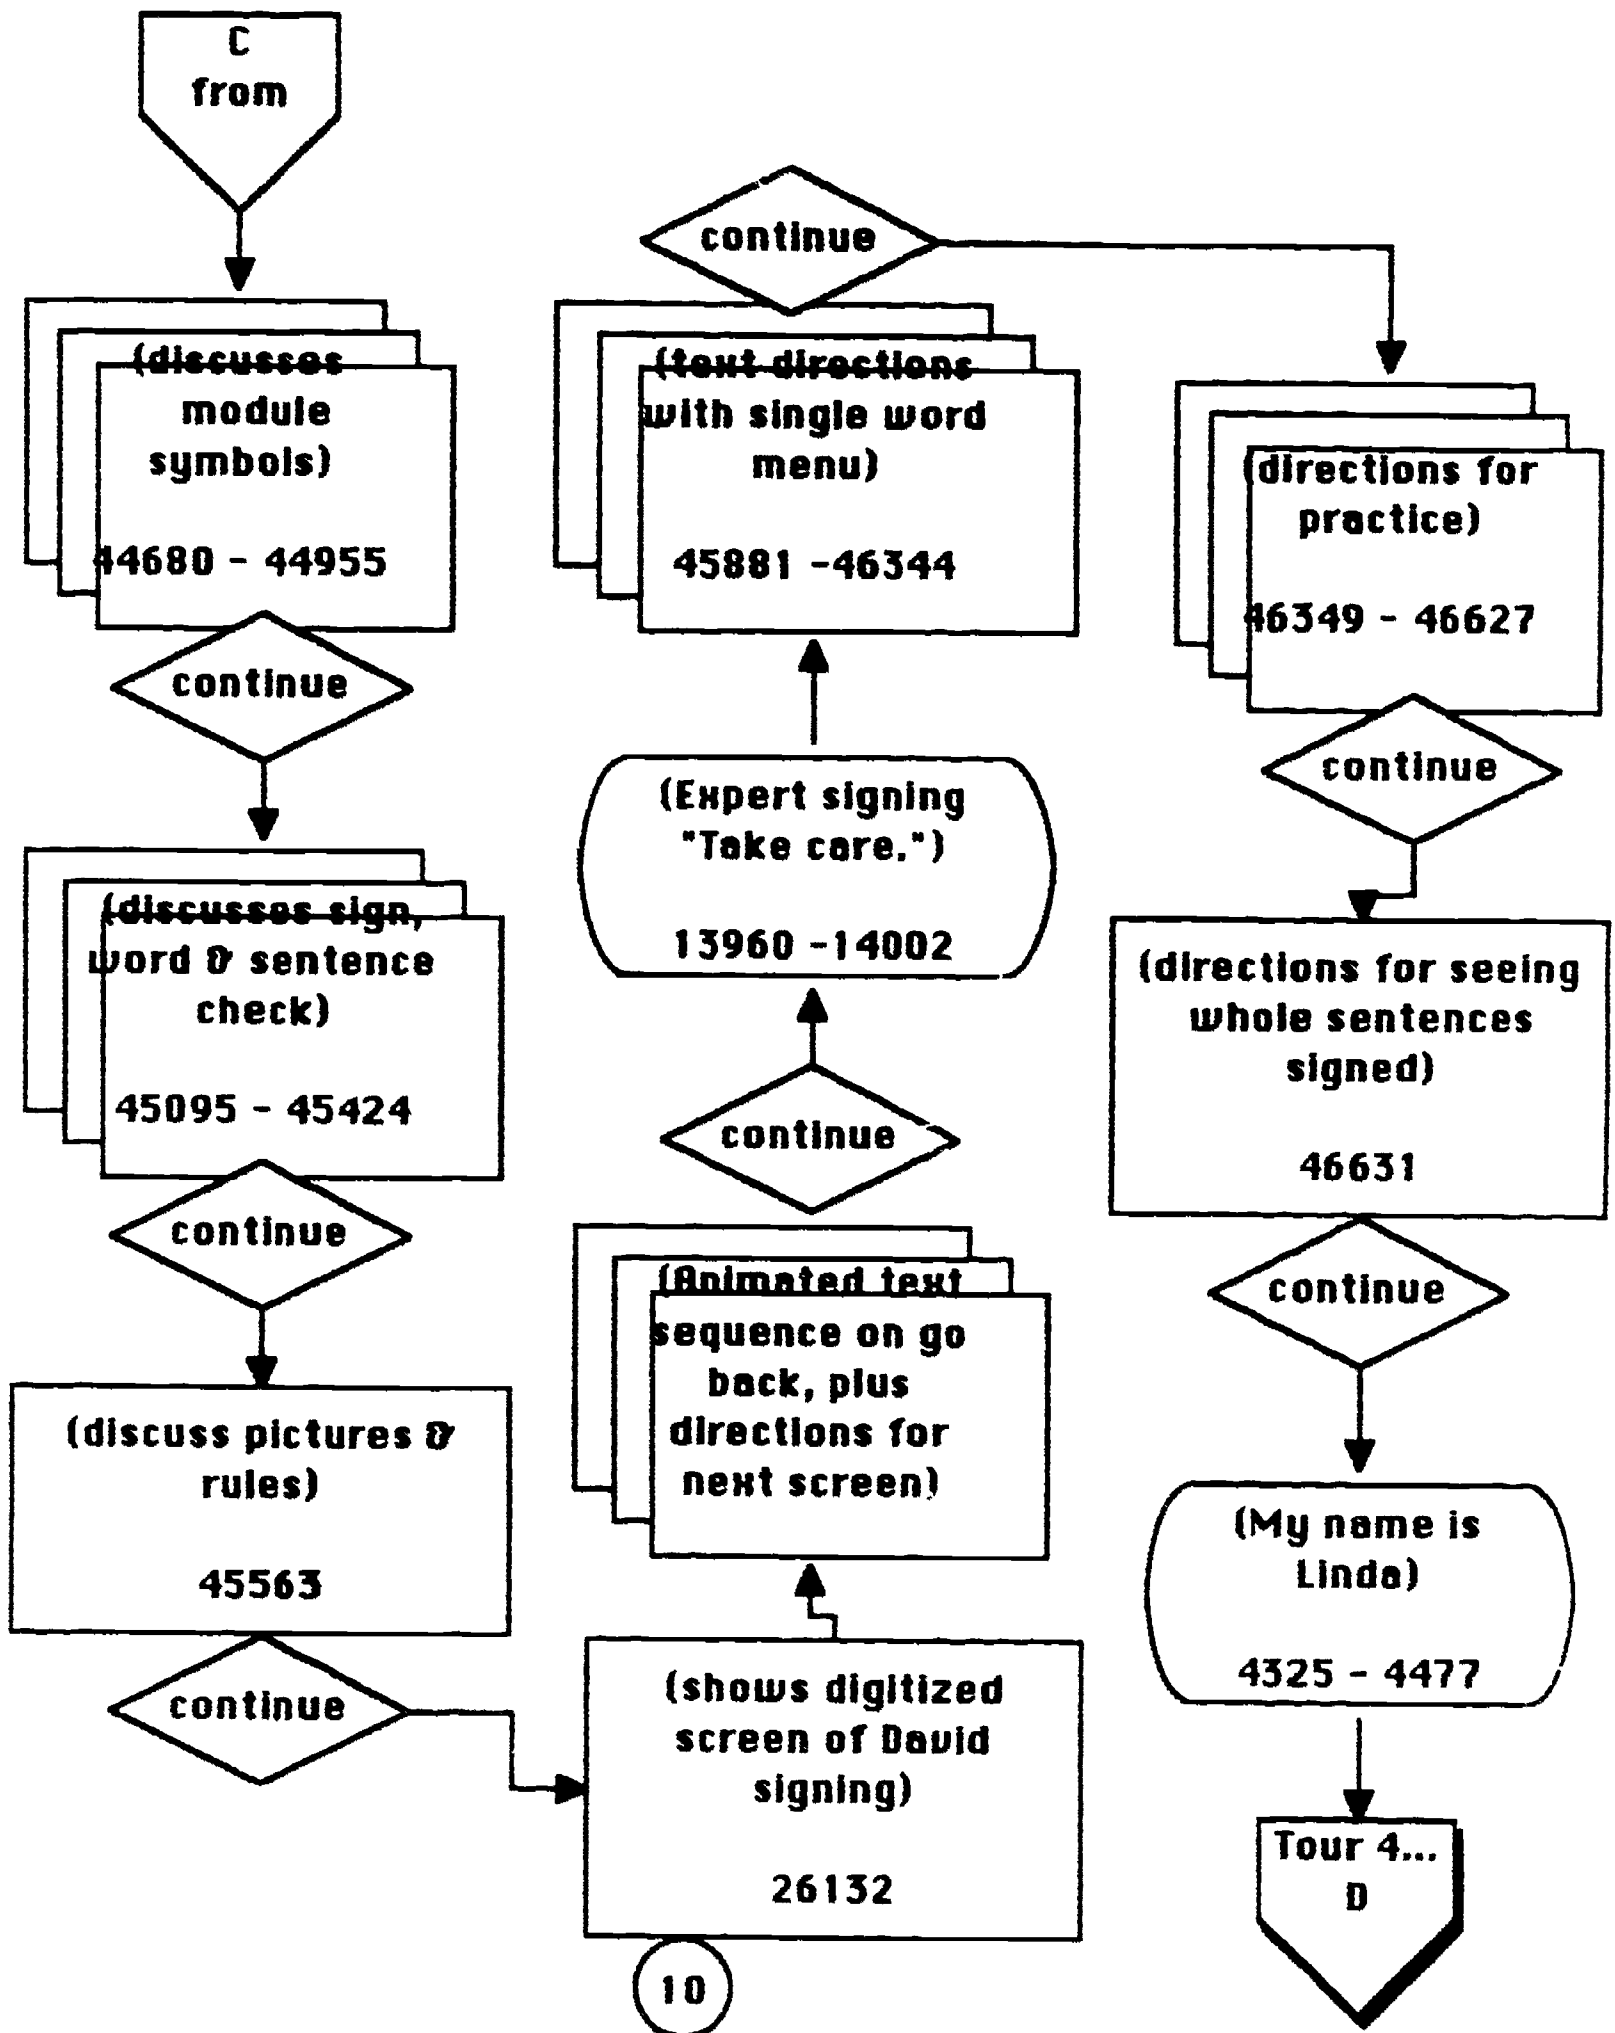 C
from
(discusses
module
symbols)
44680 - 44955
continue
(discusses sign,
word & sentence
check)
45095 - 45424
continue
(discuss pictures &
rules)
45563
continue
(shows digitized
screen of David
signing)
26132
10
(Animated text
sequence on go
back, plus
directions for
next screen)
continue
(Expert signing
"Take care.")
13960 -14002
(text directions
with single word
menu)
45881 -46344
continue
(directions for
practice)
46349 - 46627
continue
(directions for seeing
whole sentences
signed)
46631
continue
(My name is
Linda)
4325 - 4477
Tour 4...
D